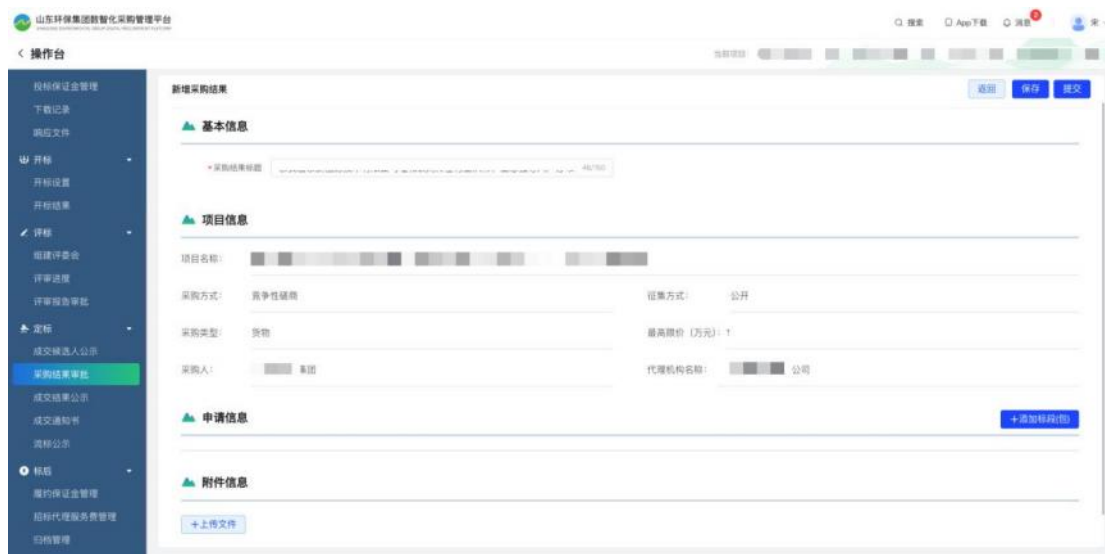 山东环保集团数智化采购管理平台
搜索 App下载 消息 2 宋
< 操作台
当前项目
投标保证金管理
下载记录
响应文件
开标
开标设置
开标结果
评标
组建评委会
评审进度
评审报告审批
定标
成交候选人公示
采购结果审批
成交结果公示
成交通知书
流标公示
标后
履约保证金管理
招标代理服务费管理
归档管理
新增采购结果
返回 保存 提交
基本信息
*采购结果标题
项目信息
项目名称:
采购方式: 竞争性磋商 征集方式: 公开
采购类型: 货物 最高限价（万元）:
采购人: 集团 代理机构名称: 公司
申请信息
+添加标段(包)
附件信息
+上传文件